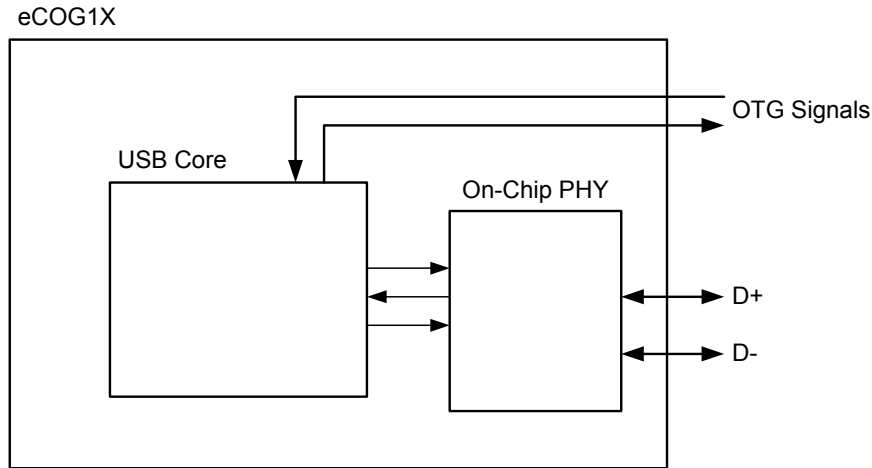 eCOG1X
OTG Signals
USB Core
On-Chip PHY
D+
D-